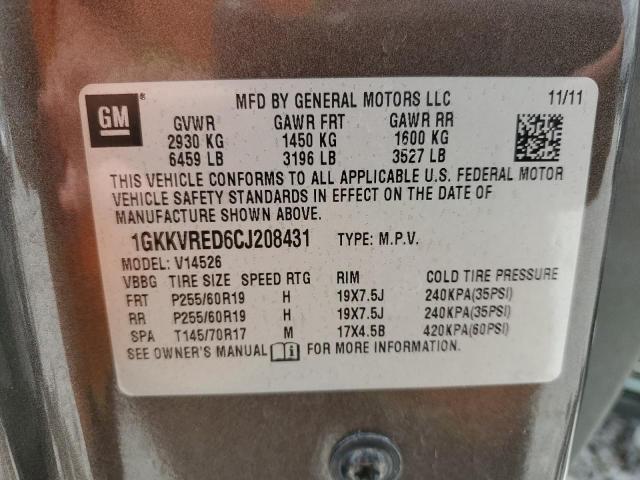 GM ® MFD BY GENERAL MOTORS LLC 11/11
GVWR GAWR FRT GAWR RR
2930 KG 1450 KG 1600 KG
6459 LB 3196 LB 3527 LB
THIS VEHICLE CONFORMS TO ALL APPLICABLE U.S. FEDERAL MOTOR
VEHICLE SAFETY STANDARDS IN EFFECT ON THE DATE OF
MANUFACTURE SHOWN ABOVE.
1GKKVRED6CJ208431 TYPE: M.P.V.
MODEL: V14526
VBBG TIRE SIZE SPEED RTG RIM COLD TIRE PRESSURE
FRT P255/60R19 H 19X7.5J 240KPA(35PSI)
RR P255/60R19 H 19X7.5J 240KPA(35PSI)
SPA T145/70R17 M 17X4.5B 420KPA(60PSI)
SEE OWNER'S MANUAL FOR MORE INFORMATION.